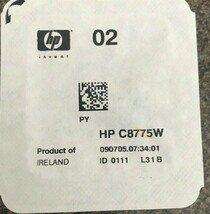 hp 02
invent
PY
HP C8775W
Product of 090705.07:34:01
IRELAND ID 0111 L31 B